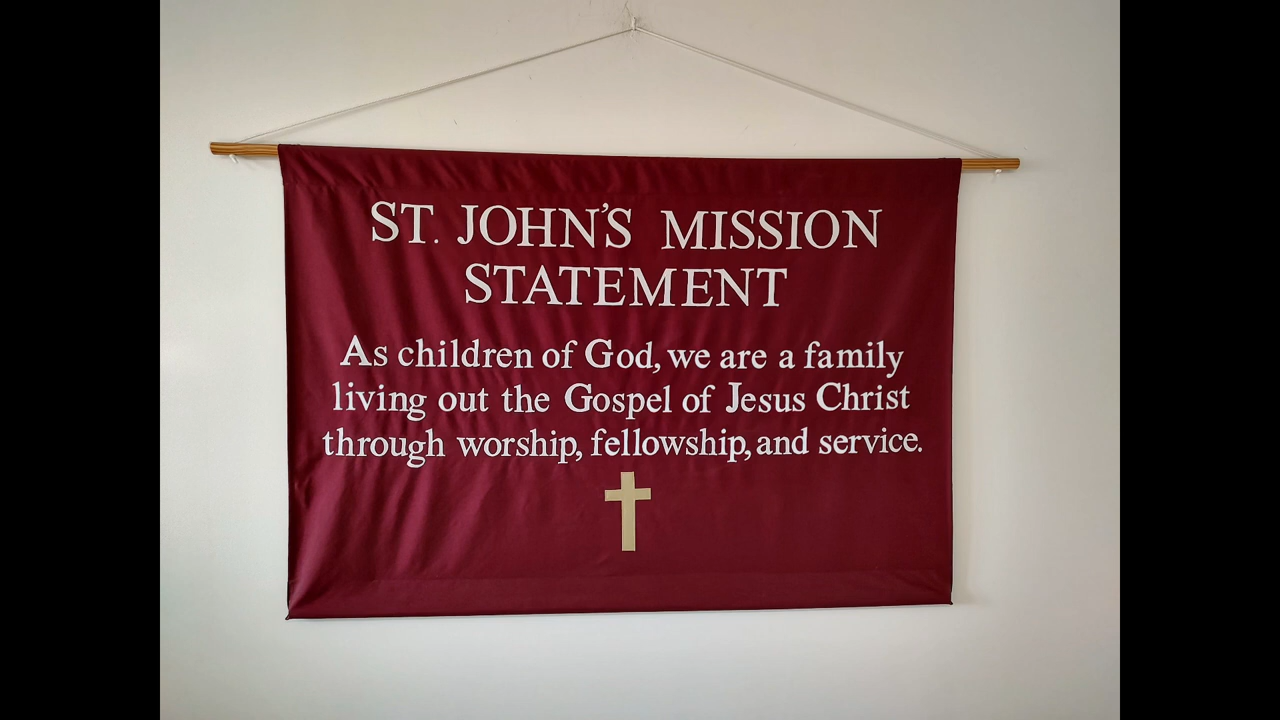 ST. JOHN'S MISSION
STATEMENT
As children of God, we are a family
living out the Gospel of Jesus Christ
through worship, fellowship, and service.